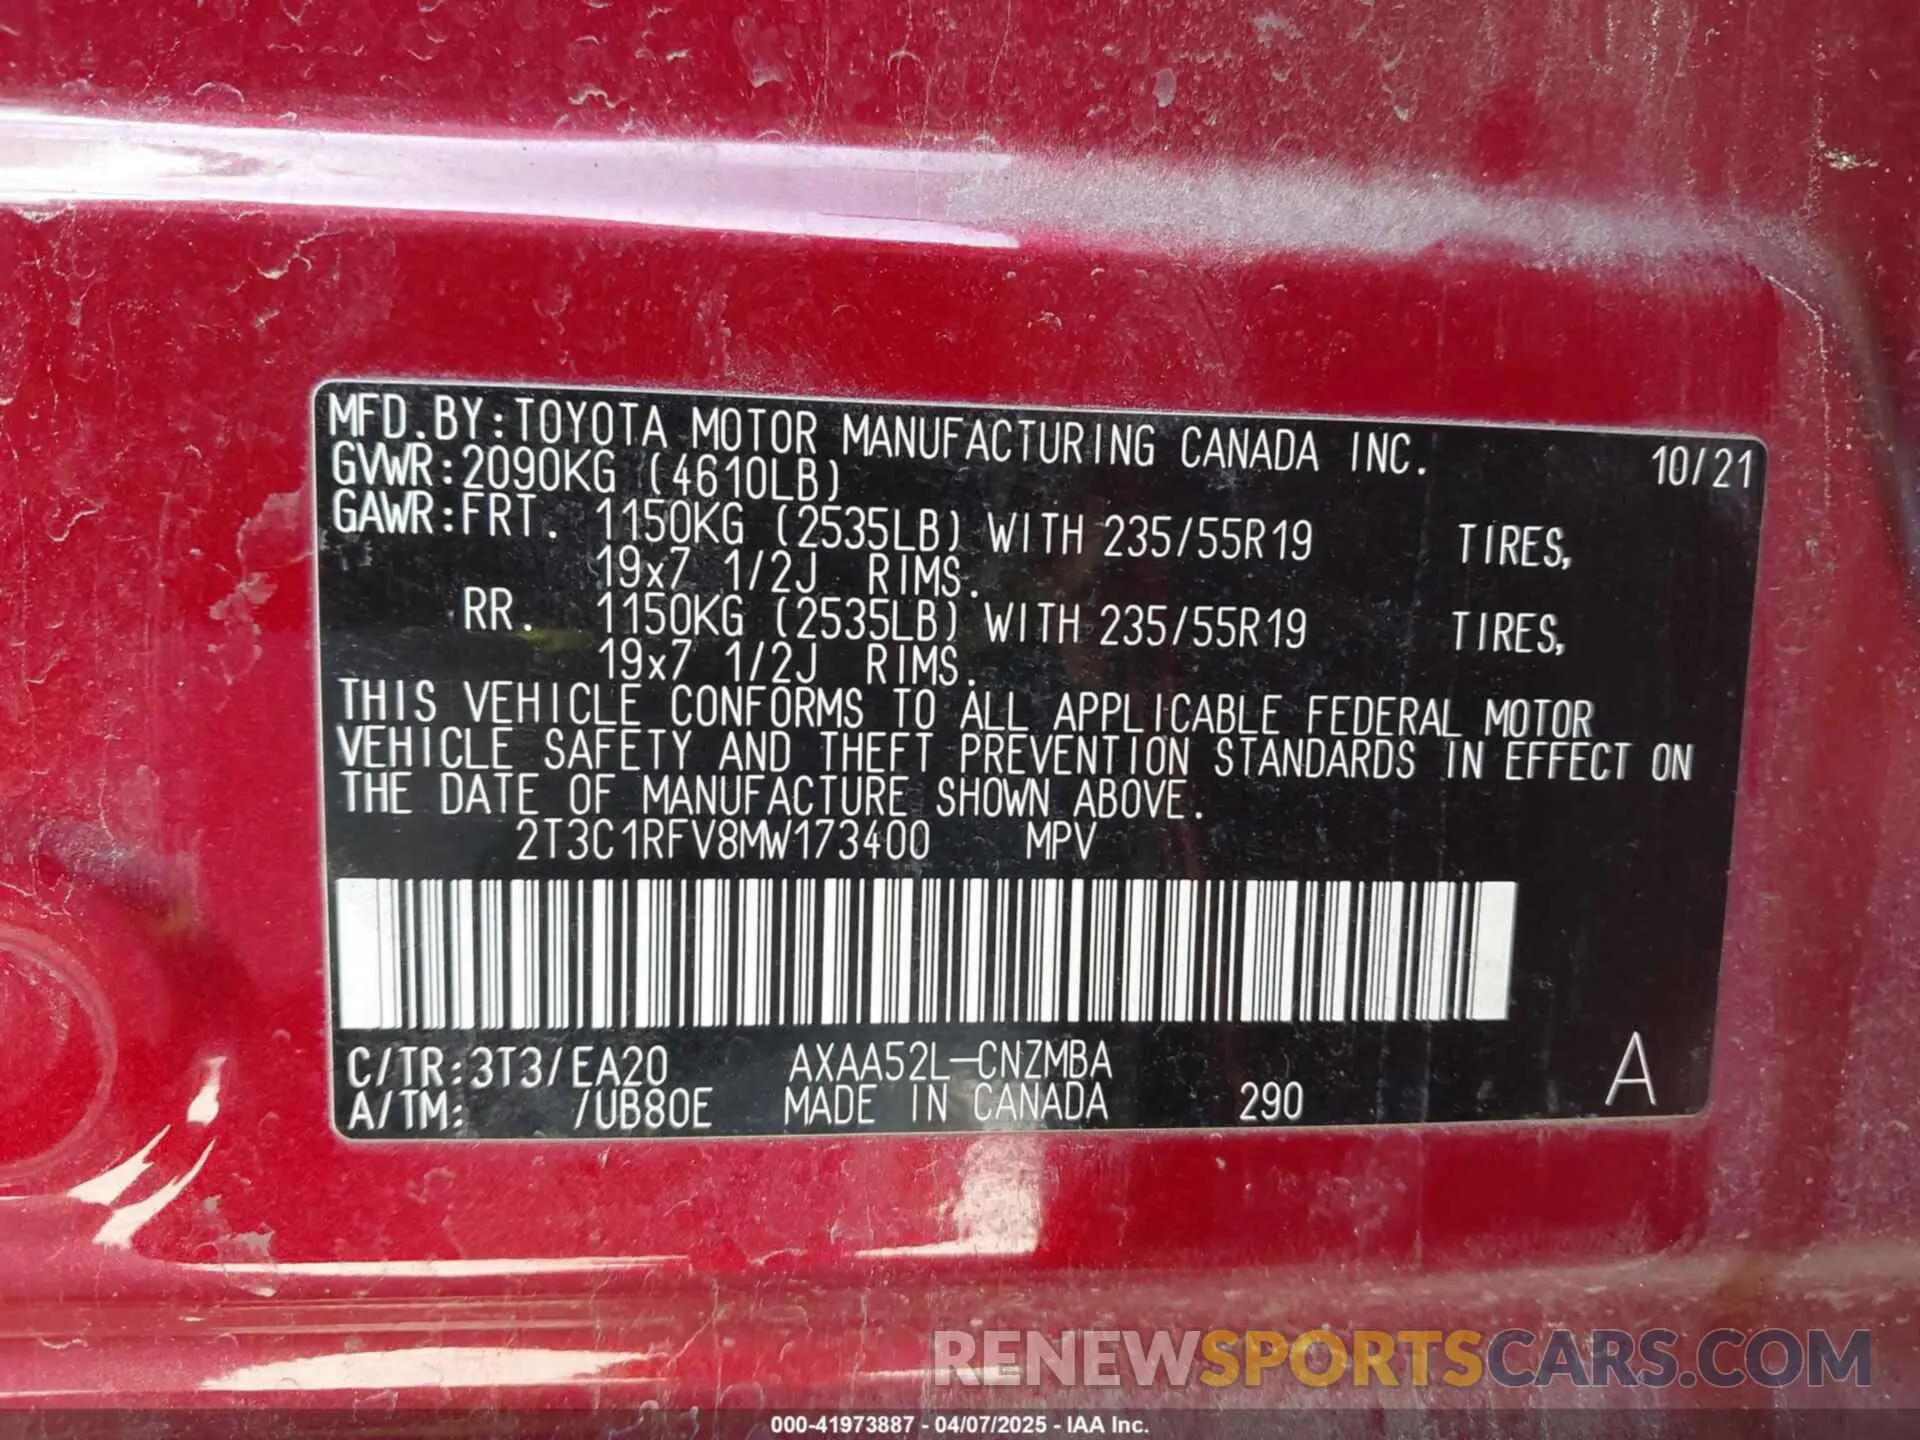 MFD.BY:TOYOTA MOTOR MANUFACTURING CANADA INC. 10/21
GVWR:2090KG (4610LB)
GAWR:FRT. 1150KG (2535LB) WITH 235/55R19 TIRES,
19x7 1/2J RIMS.
RR. 1150KG (2535LB) WITH 235/55R19 TIRES,
19x7 1/2J RIMS.
THIS VEHICLE CONFORMS TO ALL APPLICABLE FEDERAL MOTOR
VEHICLE SAFETY AND THEFT PREVENTION STANDARDS IN EFFECT ON
THE DATE OF MANUFACTURE SHOWN ABOVE.
2T3C1RFV8MW173400 MPV
C/TR:3T3/EA20 AXAA52L-CNZMBA
A/TM: /UB80E MADE IN CANADA 290 A
RENEWSPORTSCARS.COM
000-41973887 - 04/07/2025 - IAA Inc.